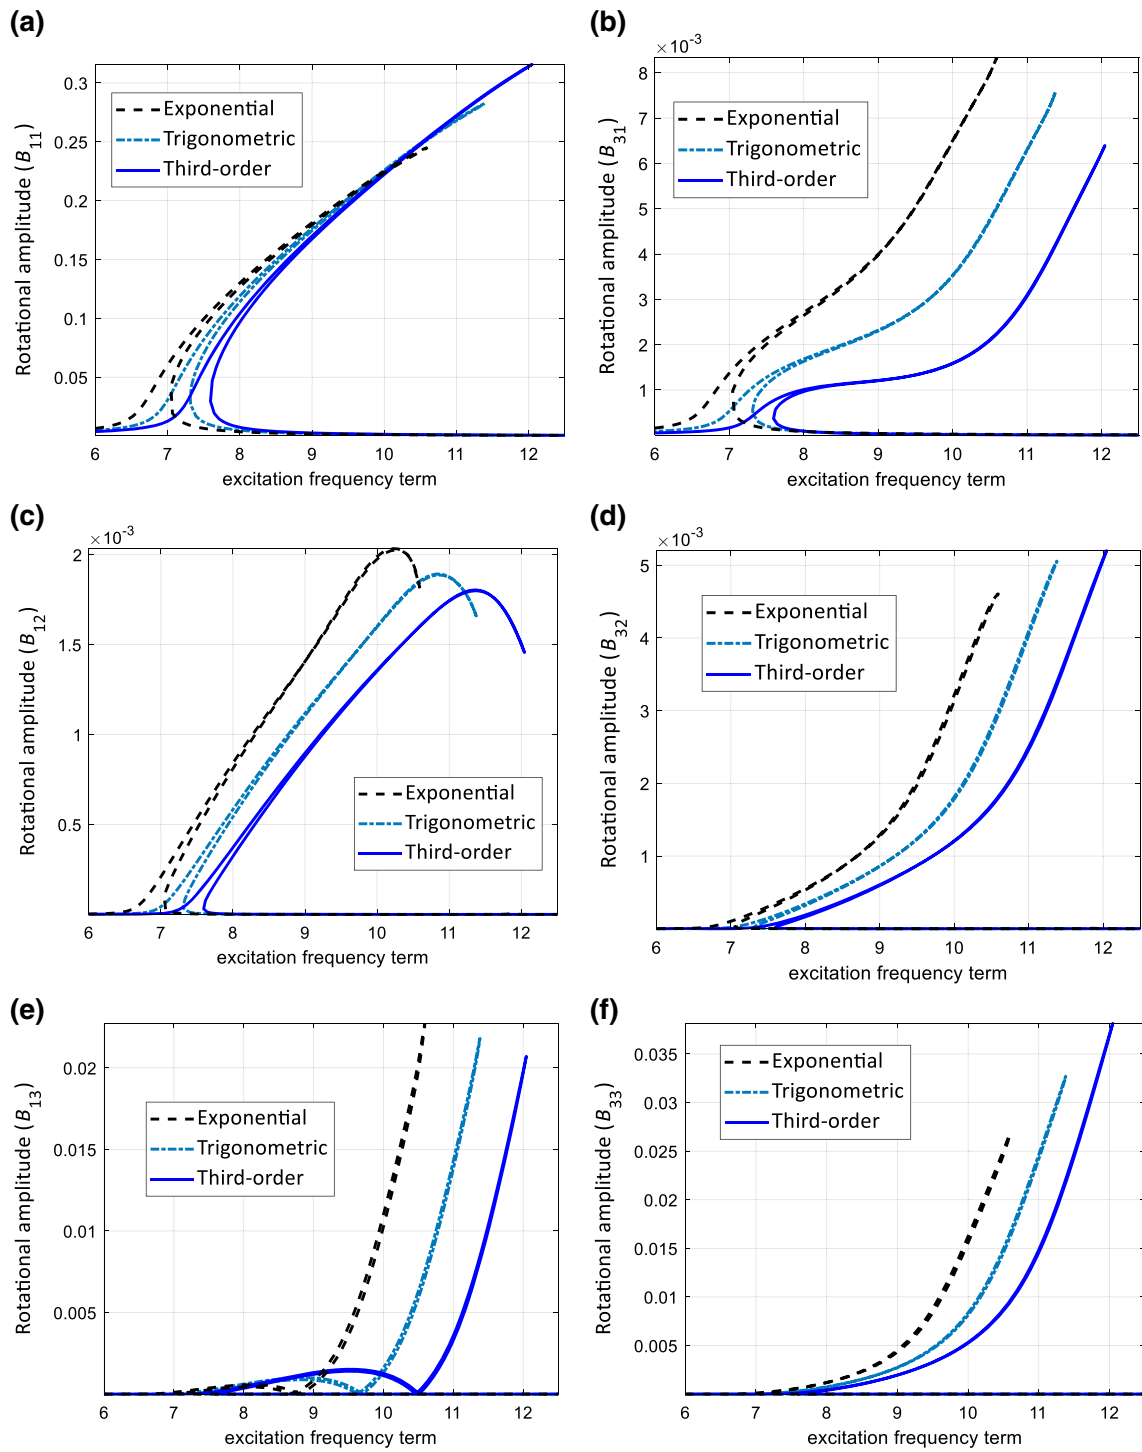 (a)
0.3
0.25
0.2
0.15
0.1
0.05
6 7 8 9 10 11 12
Rotational amplitude (B11)
excitation frequency term
Exponential
Trigonometric
Third-order
(b)
×10-3
8
7
6
5
4
3
2
1
6 7 8 9 10 11 12
Rotational amplitude (B31)
excitation frequency term
Exponential
Trigonometric
Third-order
(c)
×10-3
2
1.5
1
0.5
6 7 8 9 10 11 12
Rotational amplitude (B12)
excitation frequency term
Exponential
Trigonometric
Third-order
(d)
×10-3
5
4
3
2
1
6 7 8 9 10 11 12
Rotational amplitude (B32)
excitation frequency term
Exponential
Trigonometric
Third-order
(e)
0.02
0.015
0.01
0.005
6 7 8 9 10 11 12
Rotational amplitude (B13)
excitation frequency term
Exponential
Trigonometric
Third-order
(f)
0.035
0.03
0.025
0.02
0.015
0.01
0.005
6 7 8 9 10 11 12
Rotational amplitude (B33)
excitation frequency term
Exponential
Trigonometric
Third-order